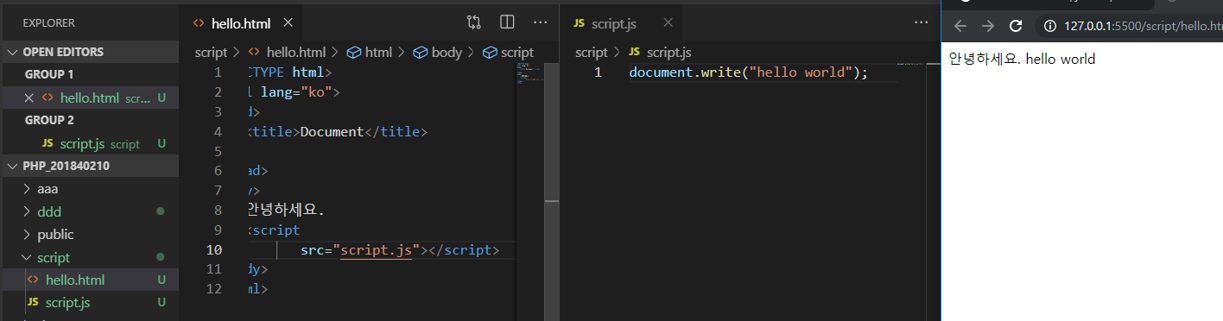 EXPLORER
OPEN EDITORS
GROUP 1
hello.html scr... U
GROUP 2
JS script.js script U
PHP_201840210
aaa
ddd
public
script
hello.html U
JS script.js U
hello.html
script > hello.html > html > body > script
1 CTYPE html>
2 l lang="ko">
3 d>
4 <title>Document</title>
5
6 ad>
7 y>
8 안녕하세요.
9 <script
10 src="script.js"></script>
11 dy>
12 ml>
JS script.js
script > JS script.js
1 document.write("hello world");
127.0.0.1:5500/script/hello.ht
안녕하세요. hello world